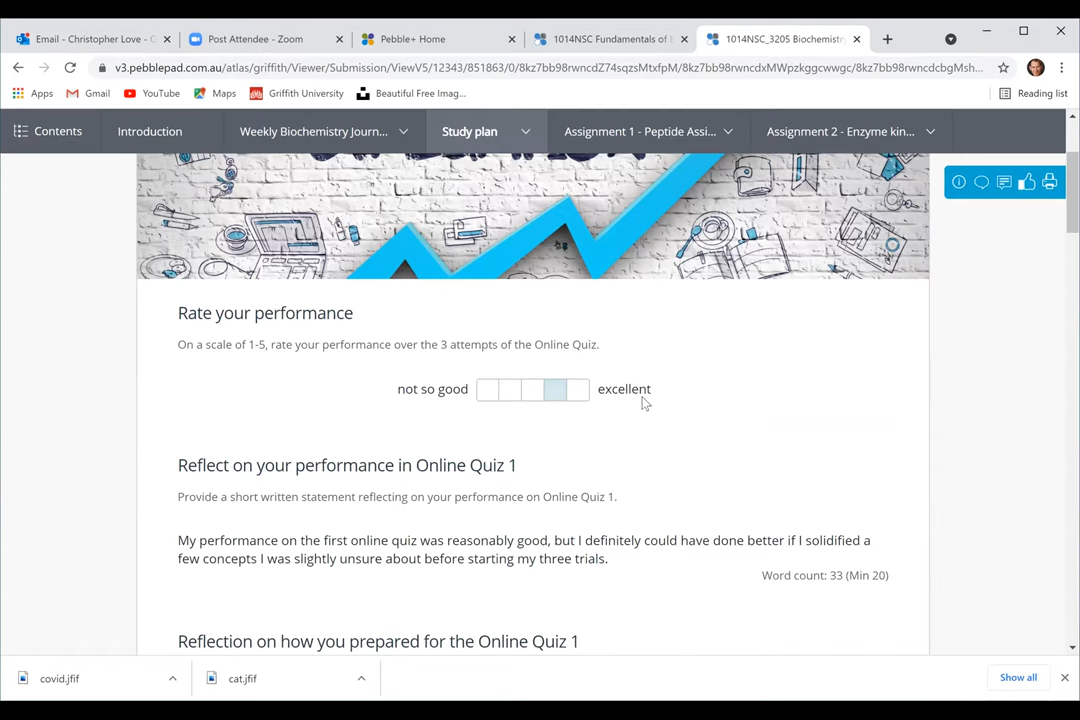 Email - Christopher Love - G
Post Attendee - Zoom
Pebble+ Home
1014NSC Fundamentals of B
1014NSC_3205 Biochemistry
v3.pebblepad.com.au/atlas/griffith/Viewer/Submission/ViewV5/12343/851863/0/8kz7bb98rwncdZ74sqzsMtxfpM/8kz7bb98rwncdxMWpzkggcwwgc/8kz7bb98rwncdcbgMsh...
Apps
Gmail
YouTube
Maps
Griffith University
Beautiful Free Imag...
Reading list
Contents
Introduction
Weekly Biochemistry Journ...
Study plan
Assignment 1 - Peptide Assi...
Assignment 2 - Enzyme kin...
Rate your performance
On a scale of 1-5, rate your performance over the 3 attempts of the Online Quiz.
not so good
excellent
Reflect on your performance in Online Quiz 1
Provide a short written statement reflecting on your performance on Online Quiz 1.
My performance on the first online quiz was reasonably good, but I definitely could have done better if I solidified a
few concepts I was slightly unsure about before starting my three trials.
Word count: 33 (Min 20)
Reflection on how you prepared for the Online Quiz 1
covid.jfif
cat.jfif
Show all